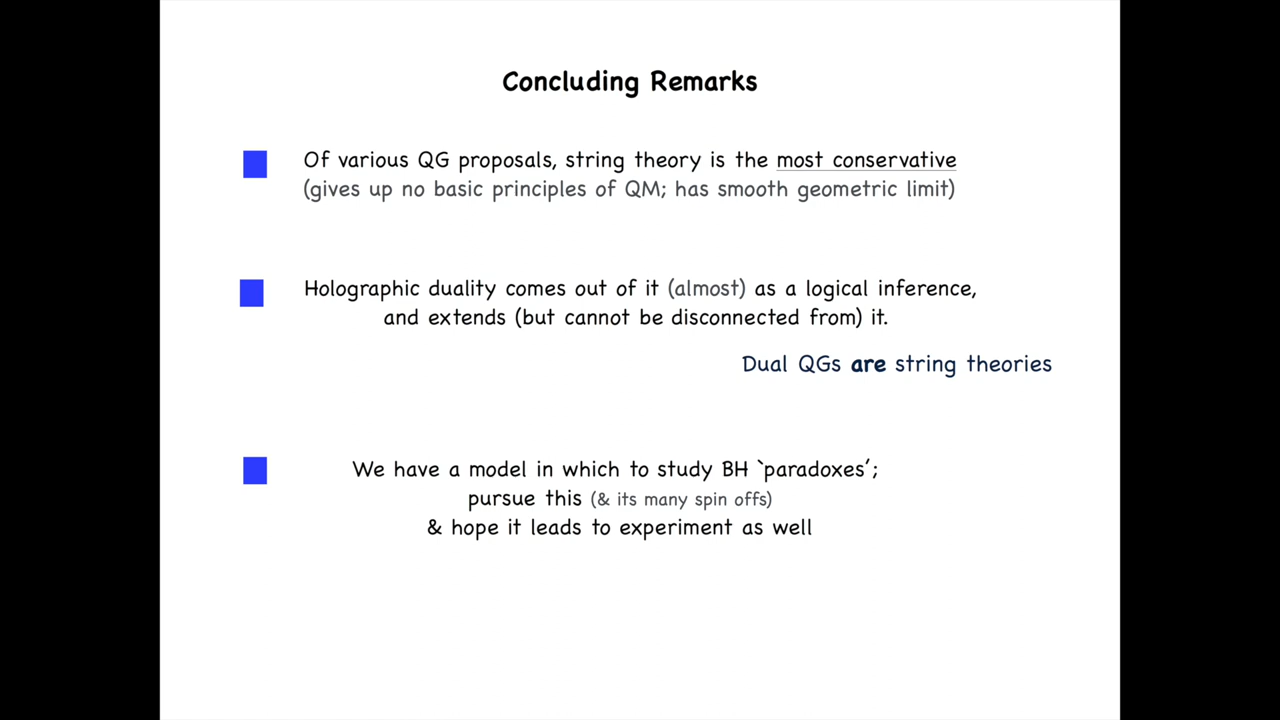 Concluding Remarks
Of various QG proposals, string theory is the most conservative
(gives up no basic principles of QM; has smooth geometric limit)
Holographic duality comes out of it (almost) as a logical inference,
and extends (but cannot be disconnected from) it.
Dual QGs are string theories
We have a model in which to study BH `paradoxes';
pursue this (& its many spin offs)
& hope it leads to experiment as well